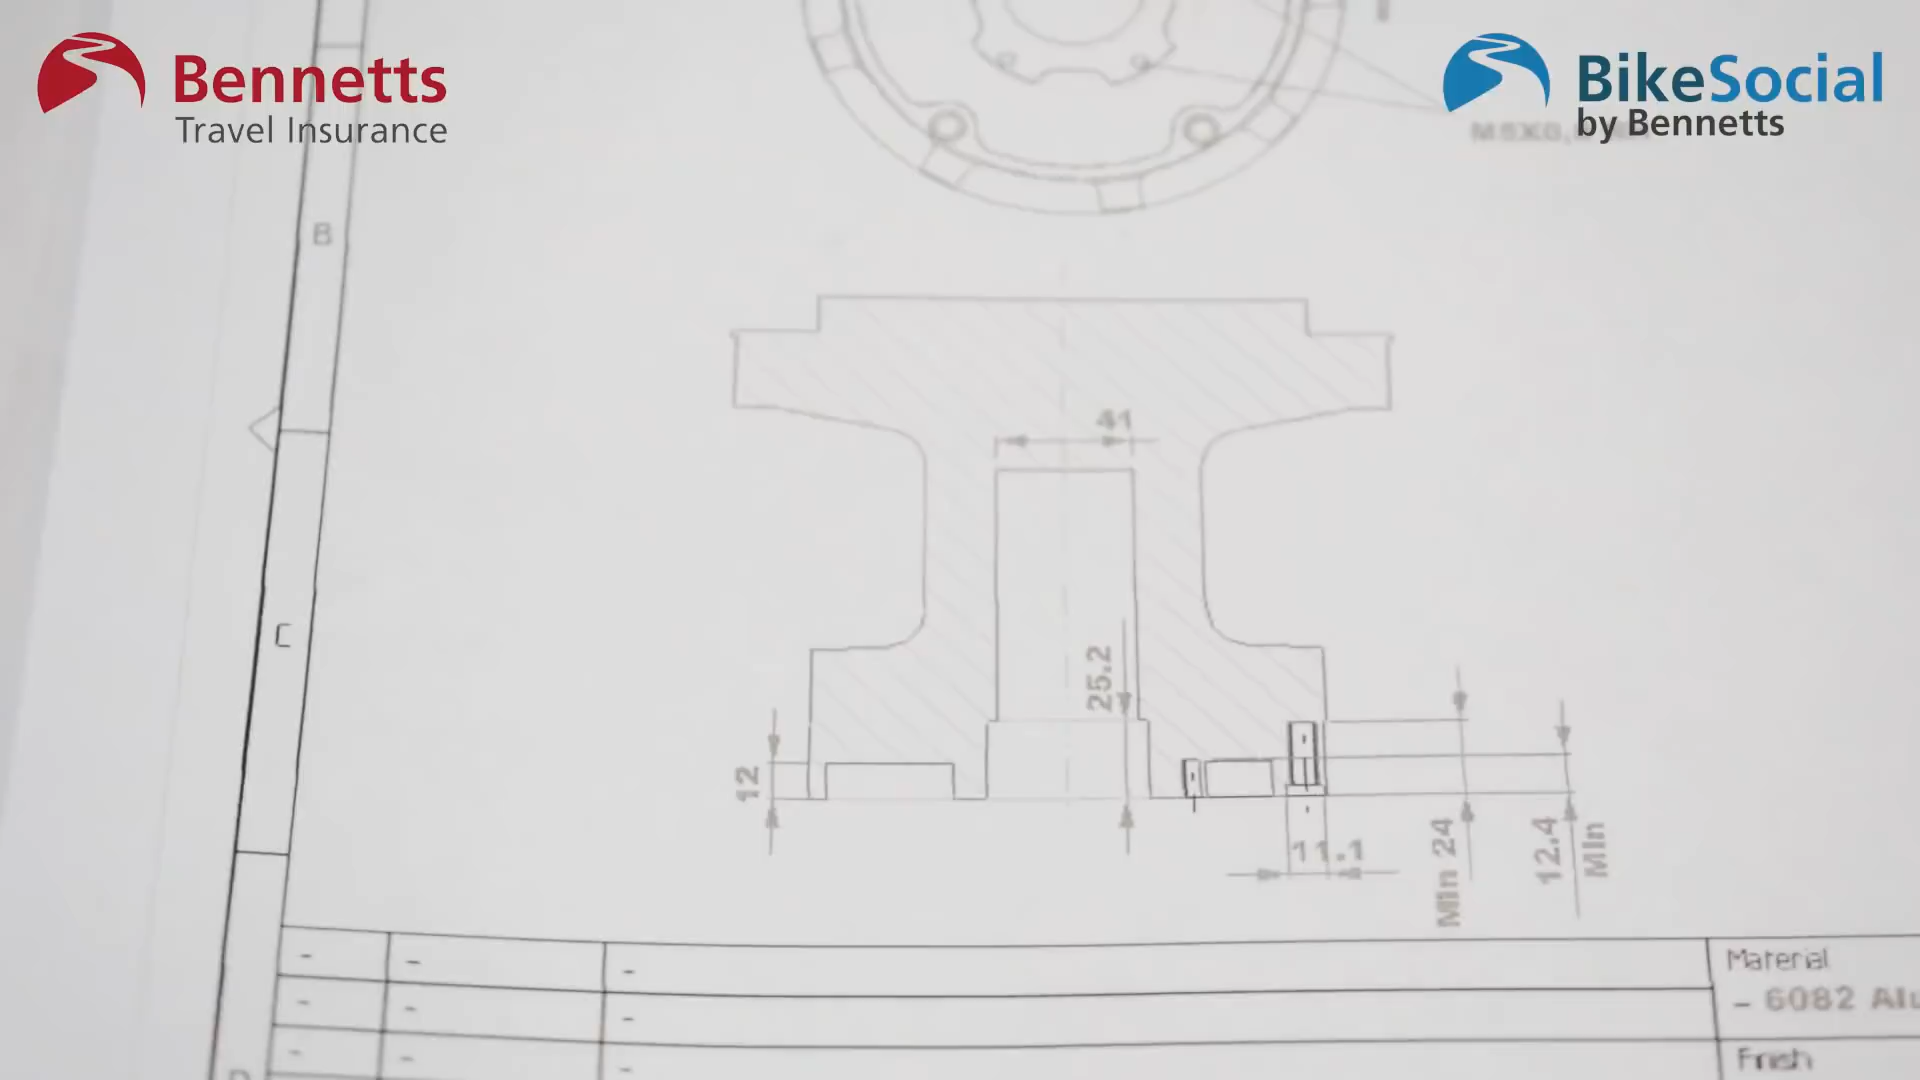 Bennetts
Travel Insurance
BikeSocial
by Bennetts
B
41
C
25.2
12
11.1
Min 24
12.4
Min
-
-
-
Material
-
-
-
- 6082 Alu
-
-
-
Finish
D